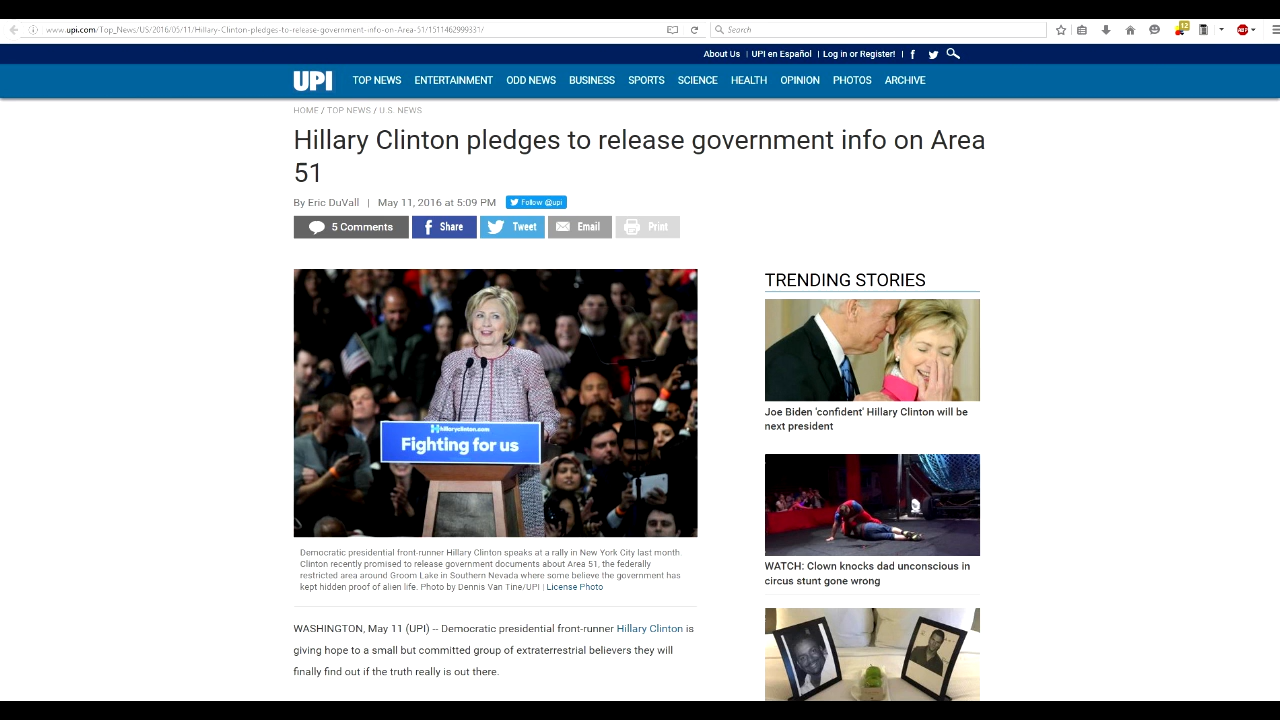 www.upi.com/Top_News/US/2016/05/11/Hillary-Clinton-pledges-to-release-government-info-on-Area-51/1511462999331/
Search
12
ABP
About Us | UPI en Español | Log in or Register! |
UPI
TOP NEWS ENTERTAINMENT ODD NEWS BUSINESS SPORTS SCIENCE HEALTH OPINION PHOTOS ARCHIVE
HOME / TOP NEWS / U.S. NEWS
Hillary Clinton pledges to release government info on Area
51
By Eric DuVall | May 11, 2016 at 5:09 PM Follow @upi
5 Comments Share Tweet Email Print
hillaryclinton.com
Fighting for us
Democratic presidential front-runner Hillary Clinton speaks at a rally in New York City last month.
Clinton recently promised to release government documents about Area 51, the federally
restricted area around Groom Lake in Southern Nevada where some believe the government has
kept hidden proof of alien life. Photo by Dennis Van Tine/UPI | License Photo
WASHINGTON, May 11 (UPI) -- Democratic presidential front-runner Hillary Clinton is
giving hope to a small but committed group of extraterrestrial believers they will
finally find out if the truth really is out there.
TRENDING STORIES
Joe Biden 'confident' Hillary Clinton will be
next president
WATCH: Clown knocks dad unconscious in
circus stunt gone wrong